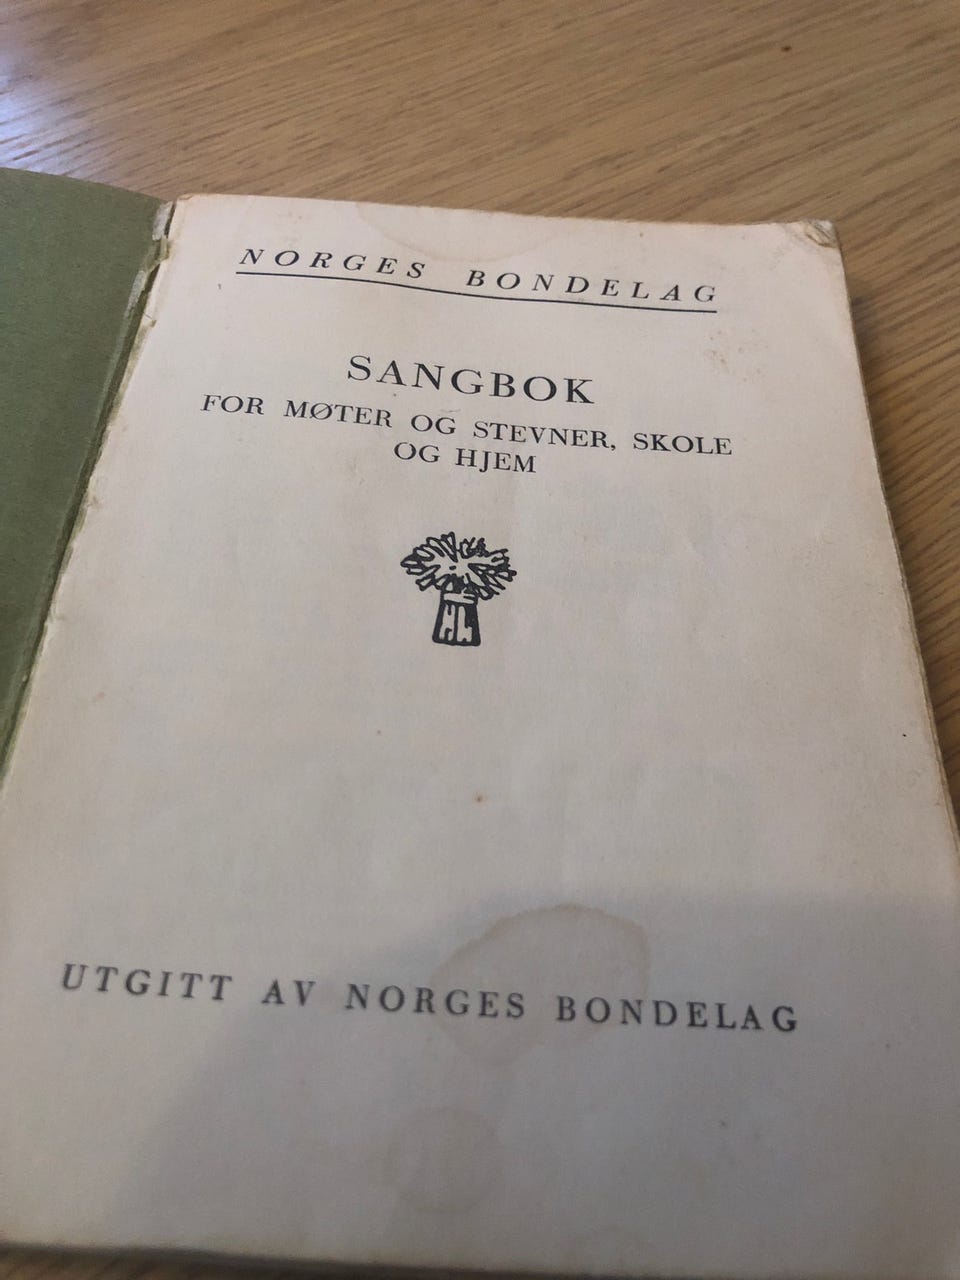 NORGES BONDELAG
SANGBOK
FOR MØTER OG STEVNER, SKOLE
OG HJEM
UTGITT AV NORGES BONDELAG